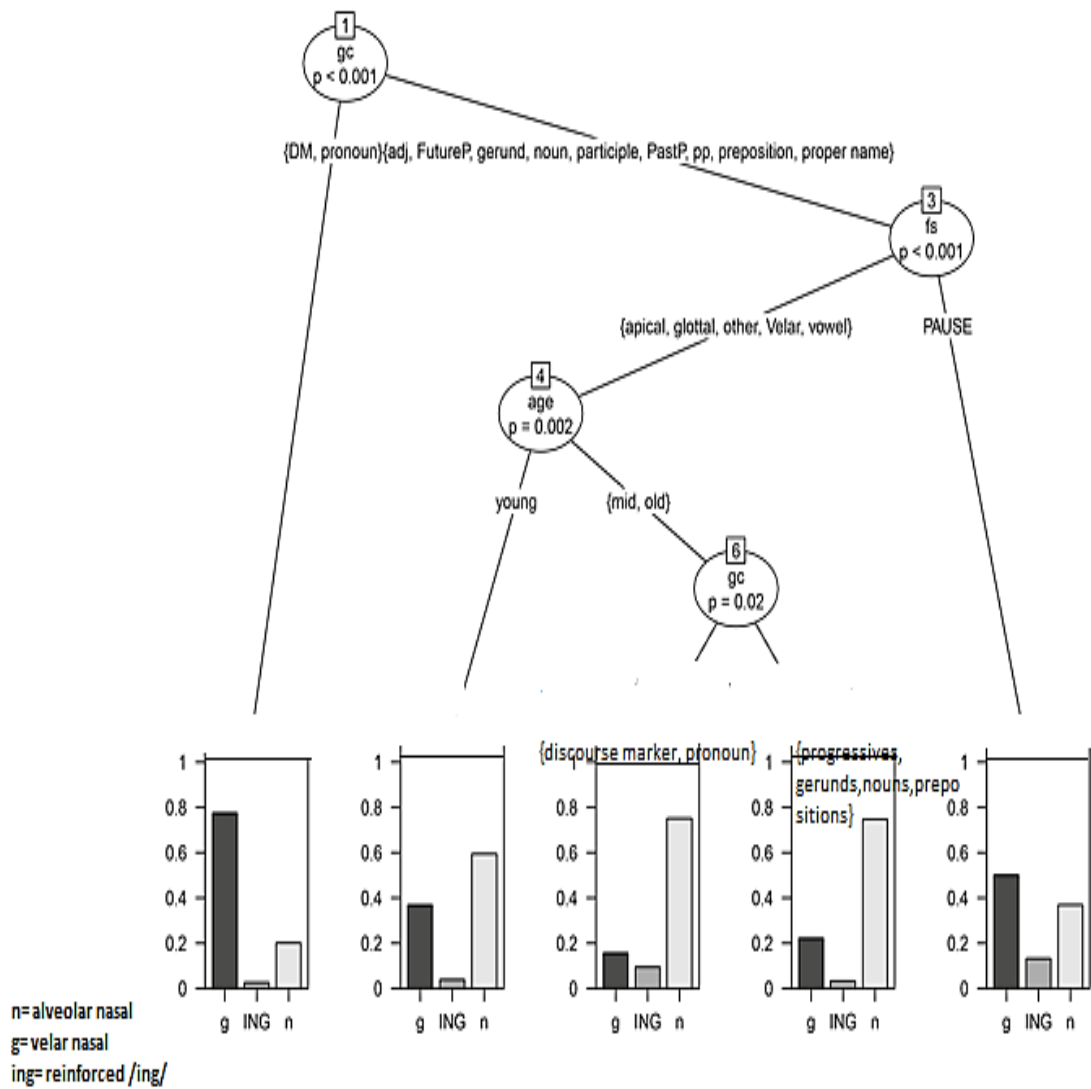 1
gc
p < 0.001
{DM, pronoun}{adj, FutureP, gerund, noun, participle, PastP, pp, preposition, proper name}
3
fs
p < 0.001
{apical, glottal, other, Velar, vowel}
PAUSE
4
age
p = 0.002
young
{mid, old}
6
gc
p = 0.02
{discourse marker, pronoun}
{progressives,
gerunds,nouns,prepo
sitions}
1
0.8
0.6
0.4
0.2
0
g ING n
1
0.8
0.6
0.4
0.2
0
g ING n
1
0.8
0.6
0.4
0.2
0
g ING n
1
0.8
0.6
0.4
0.2
0
g ING n
1
0.8
0.6
0.4
0.2
0
g ING n
n=alveolar nasal
g=velar nasal
ing=reinforced /ing/